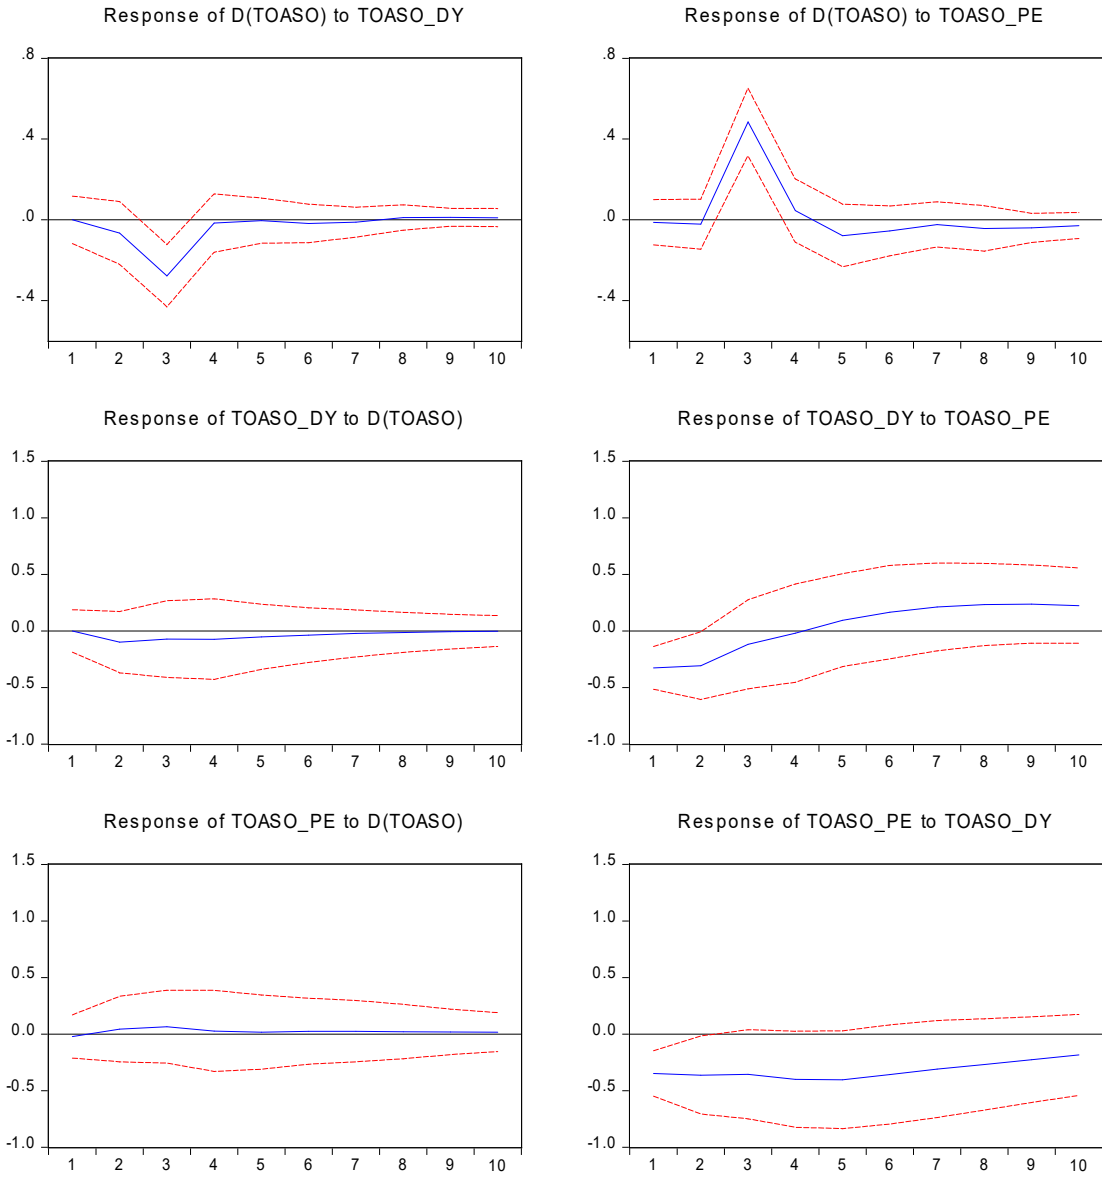 Response of D(TOASO) to TOASO_DY
.8
.4
.0
-.4
1 2 3 4 5 6 7 8 9 10
Response of D(TOASO) to TOASO_PE
.8
.4
.0
-.4
1 2 3 4 5 6 7 8 9 10
Response of TOASO_DY to D(TOASO)
1.5
1.0
0.5
0.0
-0.5
-1.0
1 2 3 4 5 6 7 8 9 10
Response of TOASO_DY to TOASO_PE
1.5
1.0
0.5
0.0
-0.5
-1.0
1 2 3 4 5 6 7 8 9 10
Response of TOASO_PE to D(TOASO)
1.5
1.0
0.5
0.0
-0.5
-1.0
1 2 3 4 5 6 7 8 9 10
Response of TOASO_PE to TOASO_DY
1.5
1.0
0.5
0.0
-0.5
-1.0
1 2 3 4 5 6 7 8 9 10